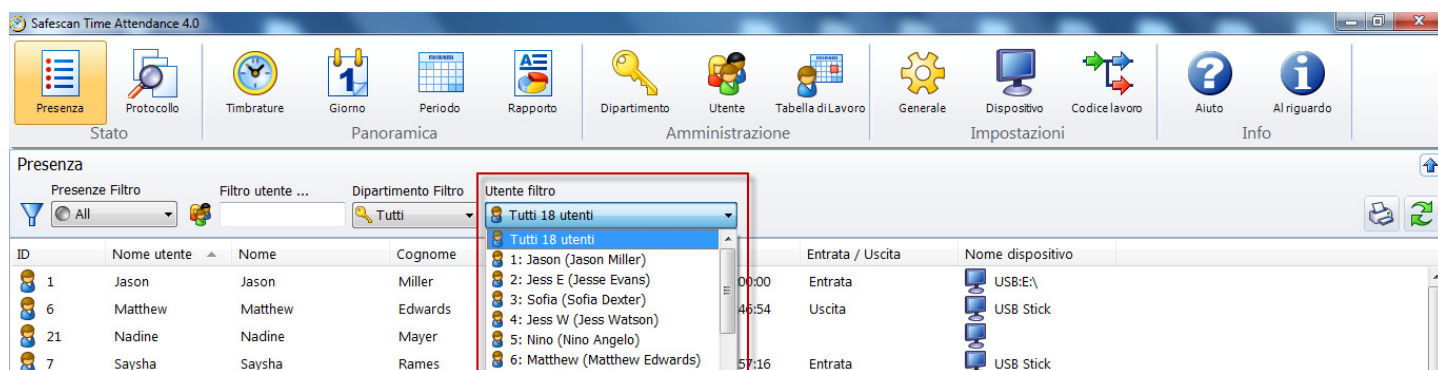 Safescan Time Attendance 4.0
Presenza Protocollo Timbrature Giorno Periodo Rapporto Dipartimento Utente Tabella di Lavoro Generale Dispositivo Codice lavoro Aiuto Al riguardo
Stato Panoramica Amministrazione Impostazioni Info
Presenza
Presenze Filtro Filtro utente ... Dipartimento Filtro Utente filtro
All Tutti Tutti 18 utenti
Tutti 18 utenti
ID Nome utente Nome Cognome Entrata / Uscita Nome dispositivo
1: Jason (Jason Miller)
1 Jason Jason Miller 2: Jess E (Jesse Evans) 00:00 Entrata USB:E:\
3: Sofia (Sofia Dexter)
6 Matthew Matthew Edwards 46:54 Uscita USB Stick
4: Jess W (Jess Watson)
21 Nadine Nadine Mayer 5: Nino (Nino Angelo)
6: Matthew (Matthew Edwards)
7 Saysha Saysha Rames 57:16 Entrata USB Stick